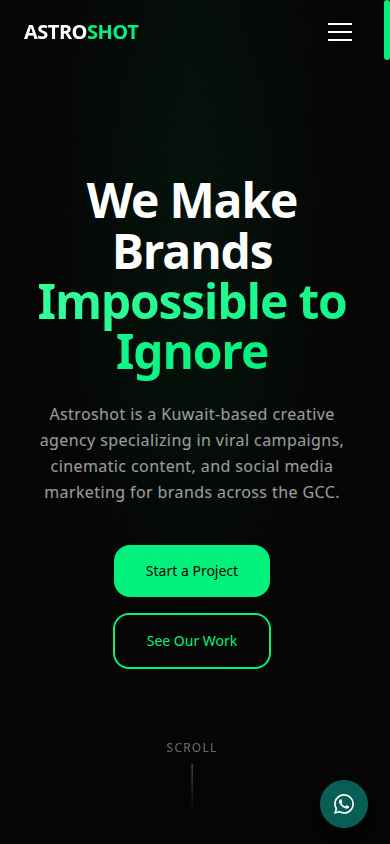 ASTROSHOT
We Make
Brands
Impossible to
Ignore
Astroshot is a Kuwait-based creative
agency specializing in viral campaigns,
cinematic content, and social media
marketing for brands across the GCC.
Start a Project
See Our Work
SCROLL